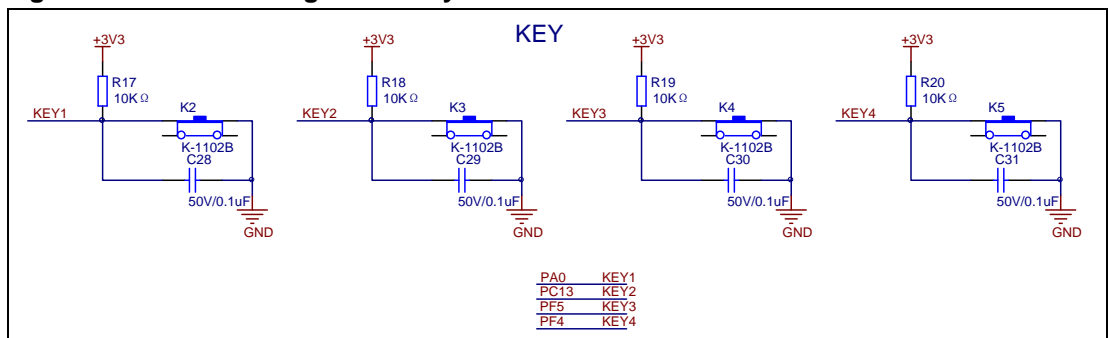 KEY
+3V3
R17
10KΩ
KEY1
K2
K-1102B
C28
50V/0.1uF
GND
+3V3
R18
10KΩ
KEY2
K3
K-1102B
C29
50V/0.1uF
GND
+3V3
R19
10KΩ
KEY3
K4
K-1102B
C30
50V/0.1uF
GND
+3V3
R20
10KΩ
KEY4
K5
K-1102B
C31
50V/0.1uF
GND
PA0 KEY1
PC13 KEY2
PF5 KEY3
PF4 KEY4